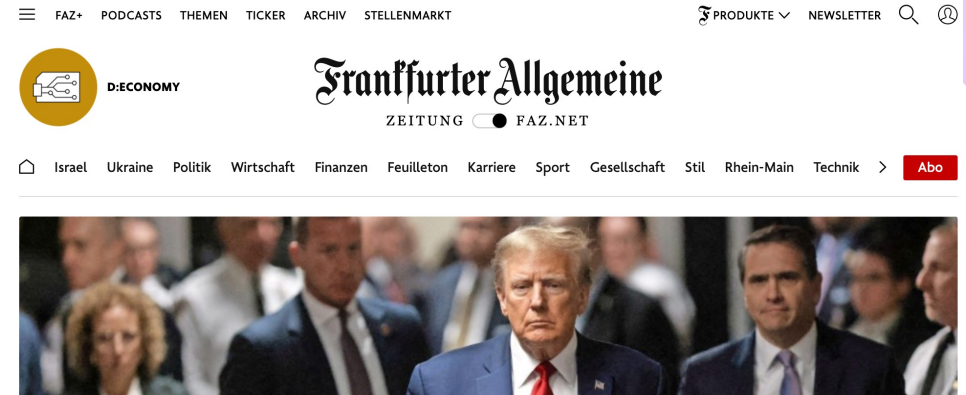 FAZ+ PODCASTS THEMEN TICKER ARCHIV STELLENMARKT PRODUKTE NEWSLETTER
D:ECONOMY
Frankfurter Allgemeine
ZEITUNG FAZ.NET
Israel Ukraine Politik Wirtschaft Finanzen Feuilleton Karriere Sport Gesellschaft Stil Rhein-Main Technik Abo